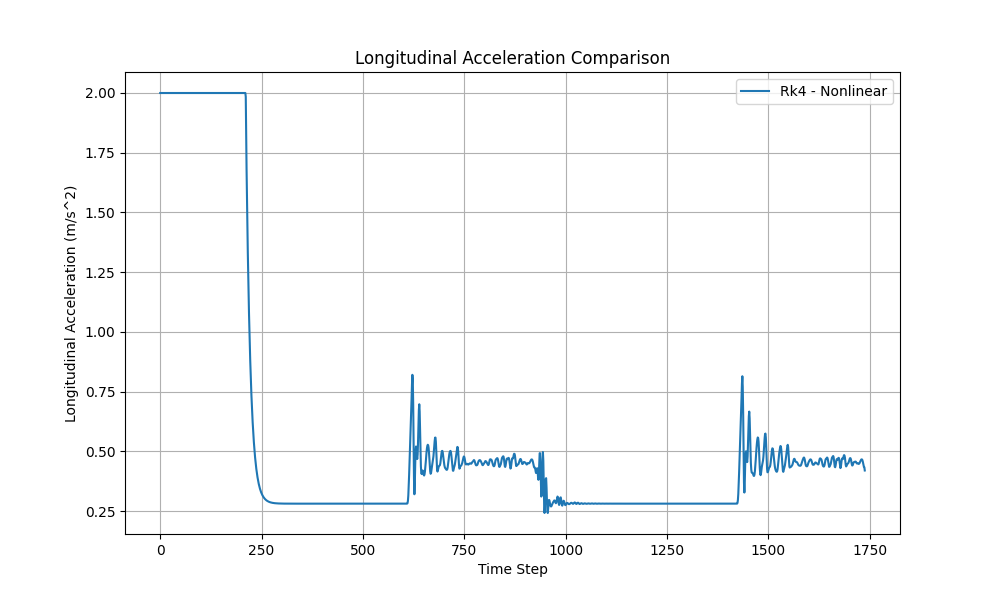 Longitudinal Acceleration Comparison
Rk4 - Nonlinear
Longitudinal Acceleration (m/s^2)
2.00
1.75
1.50
1.25
1.00
0.75
0.50
0.25
0 250 500 750 1000 1250 1500 1750
Time Step